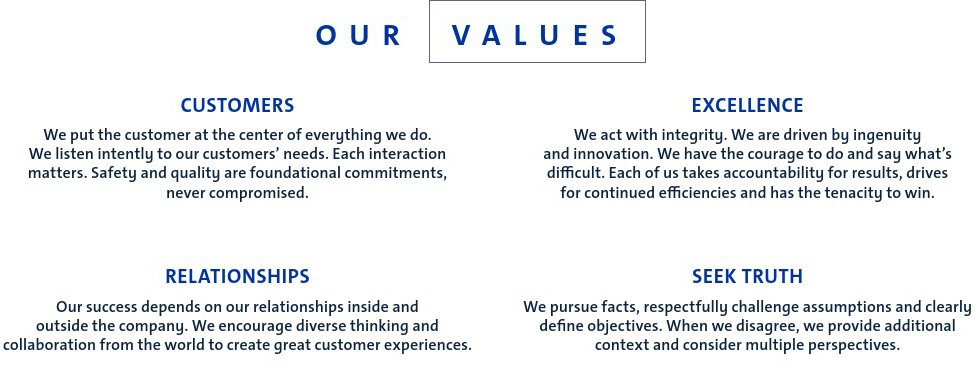 OUR VALUES
CUSTOMERS
We put the customer at the center of everything we do.
We listen intently to our customers’ needs. Each interaction
matters. Safety and quality are foundational commitments,
never compromised.
EXCELLENCE
We act with integrity. We are driven by ingenuity
and innovation. We have the courage to do and say what’s
difficult. Each of us takes accountability for results, drives
for continued efficiencies and has the tenacity to win.
RELATIONSHIPS
Our success depends on our relationships inside and
outside the company. We encourage diverse thinking and
collaboration from the world to create great customer experiences.
SEEK TRUTH
We pursue facts, respectfully challenge assumptions and clearly
define objectives. When we disagree, we provide additional
context and consider multiple perspectives.